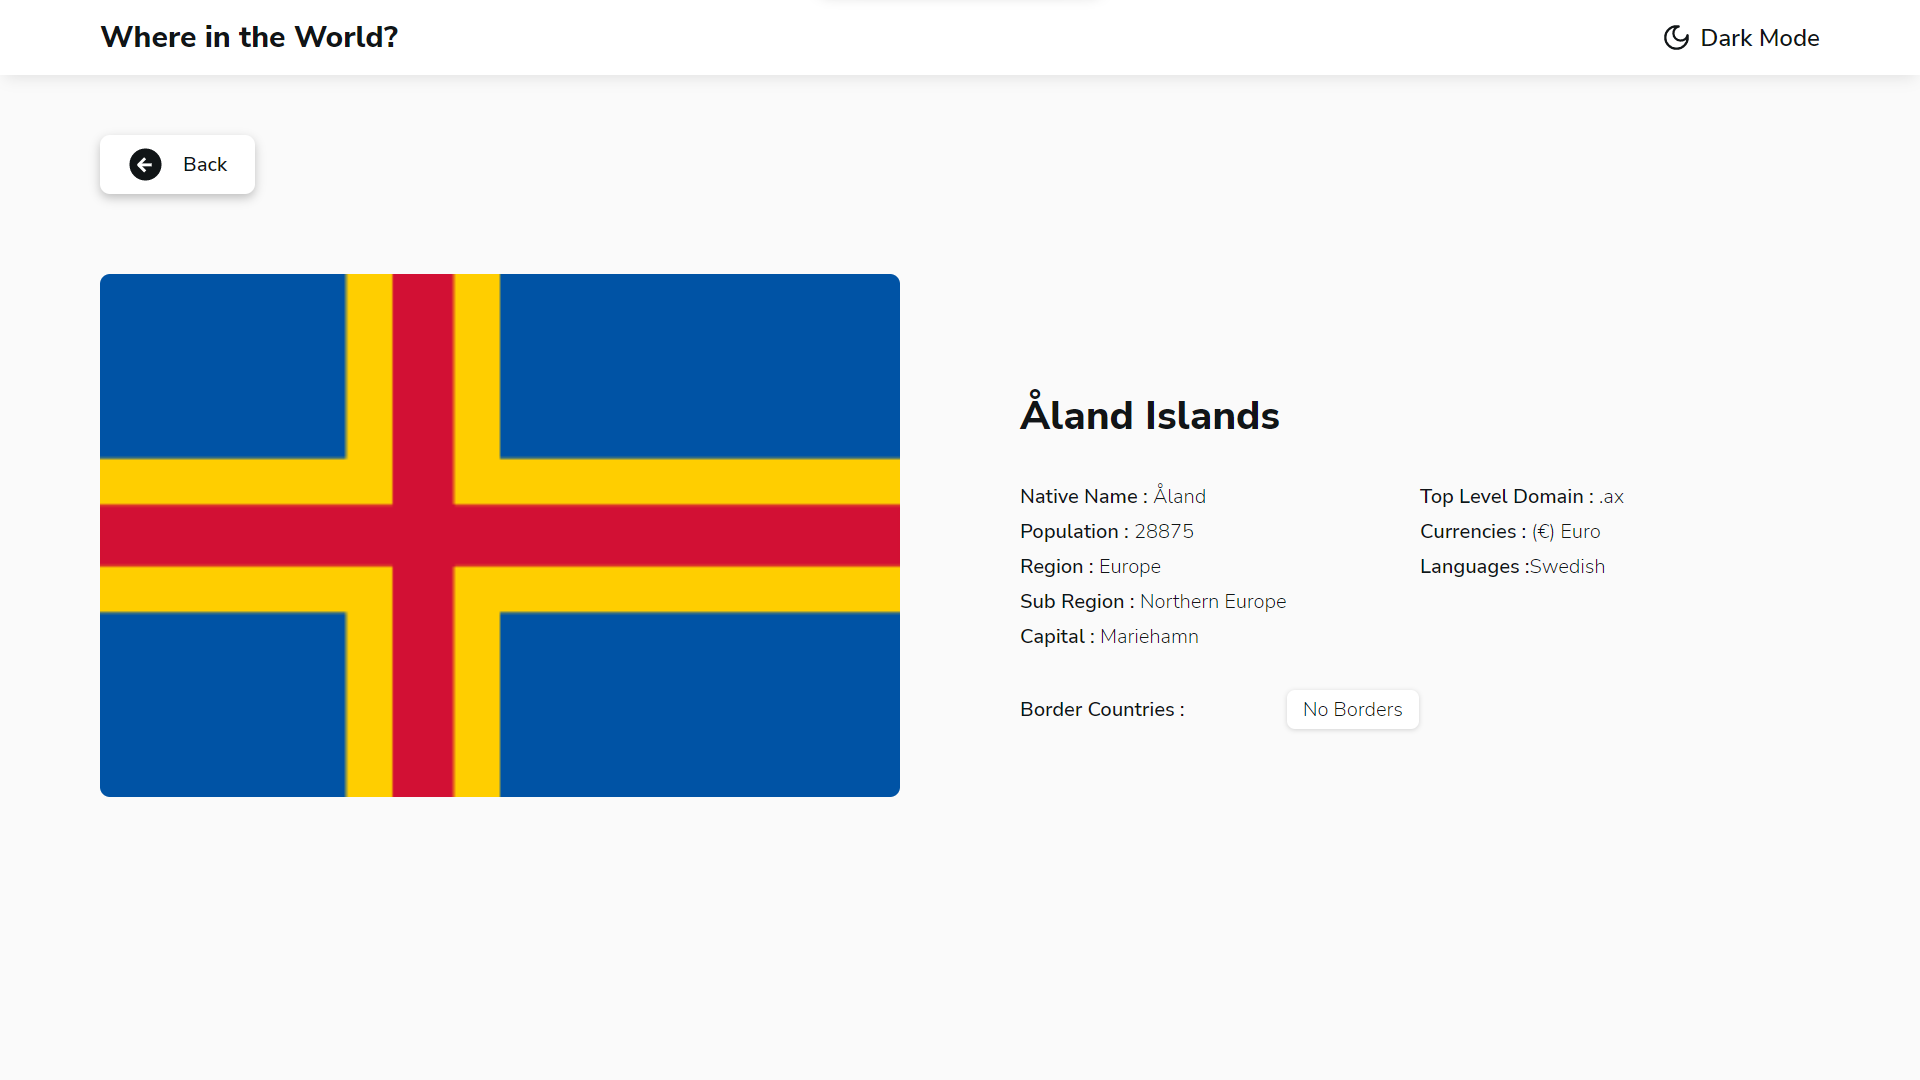 Where in the World?
Dark Mode
Back
Åland Islands
Native Name : Åland
Population : 28875
Region : Europe
Sub Region : Northern Europe
Capital : Mariehamn
Top Level Domain : .ax
Currencies : (€) Euro
Languages :Swedish
Border Countries :
No Borders